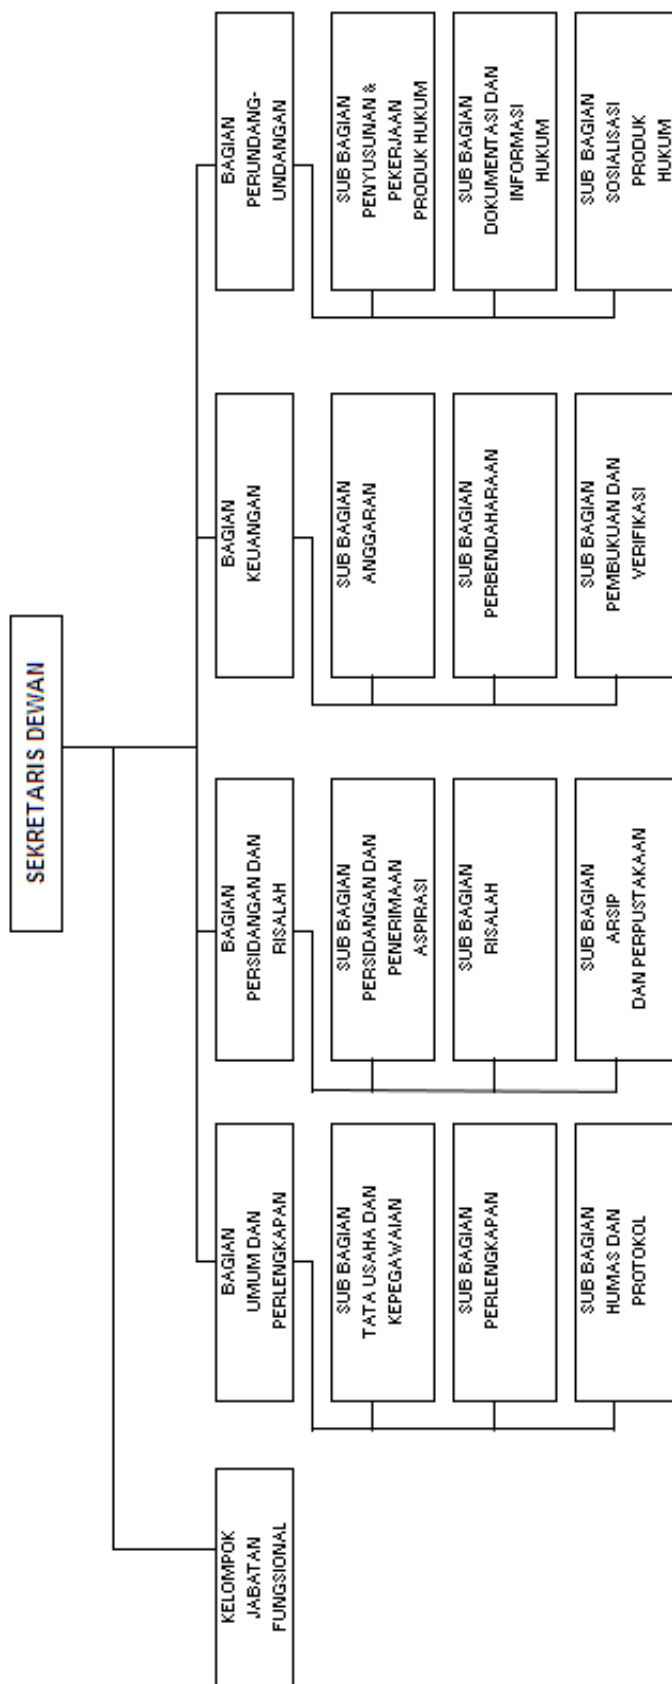 SEKRETARIS DEWAN
KELOMPOK
JABATAN
FUNGSIONAL
BAGIAN
UMUM DAN
PERLENGKAPAN
SUB BAGIAN
TATA USAHA DAN
KEPEGAWAIAN
SUB BAGIAN
PERLENGKAPAN
SUB BAGIAN
HUMAS DAN
PROTOKOL
BAGIAN
PERSIDANGAN DAN
RISALAH
SUB BAGIAN
PERSIDANGAN DAN
PENERIMAAN
ASPIRASI
SUB BAGIAN
RISALAH
SUB BAGIAN
ARSIP
DAN PERPUSTAKAAN
BAGIAN
KEUANGAN
SUB BAGIAN
ANGGARAN
SUB BAGIAN
PERBENDAHARAAN
SUB BAGIAN
PEMBUKUAN DAN
VERIFIKASI
BAGIAN
PERUNDANG-
UNDANGAN
SUB BAGIAN
PENYUSUNAN &
PEKERJAAN
PRODUK HUKUM
SUB BAGIAN
DOKUMENTASI DAN
INFORMASI
HUKUM
SUB BAGIAN
SOSIALISASI
PRODUK
HUKUM